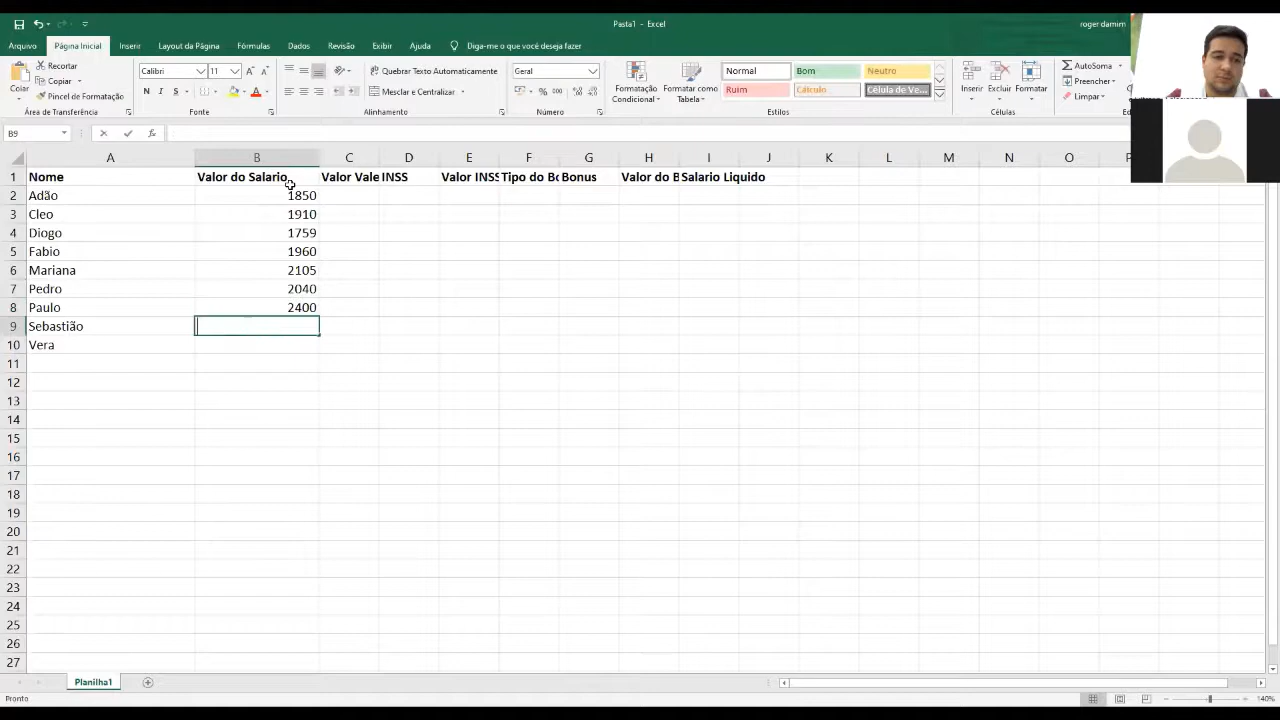 Pasta1 - Excel
roger damim
Arquivo Página Inicial Inserir Layout da Página Fórmulas Dados Revisão Exibir Ajuda Diga-me o que você deseja fazer
Colar
Recortar
Copiar
Pincel de Formatação
Área de Transferência
Calibri 11
N I S
Fonte
Quebrar Texto Automaticamente
Mesclar e Centralizar
Alinhamento
Geral
% 000
Número
Formatação Condicional
Formatar como Tabela
Normal Bom Neutro
Ruim Cálculo Célula de Ve...
Estilos
Inserir Excluir Formatar
Células
AutoSoma
Preencher
Limpar
B9 fx
A B C D E F G H I J K L M N O P
1 Nome Valor do Salario Valor Vale INSS Valor INSS Tipo do Bo Bonus Valor do B Salario Liquido
2 Adão 1850
3 Cleo 1910
4 Diogo 1759
5 Fabio 1960
6 Mariana 2105
7 Pedro 2040
8 Paulo 2400
9 Sebastião
10 Vera
11
12
13
14
15
16
17
18
19
20
21
22
23
24
25
26
27
Planilha1
Pronto
140%